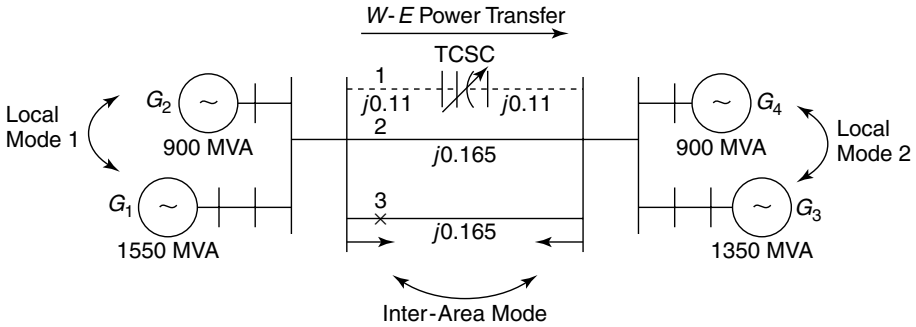 W-E Power Transfer
TCSC
1
j0.11
j0.11
2
j0.165
3
j0.165
Local
Mode 1
G2
~
900 MVA
G1
~
1550 MVA
~
G4
900 MVA
~
G3
1350 MVA
Local
Mode 2
Inter-Area Mode